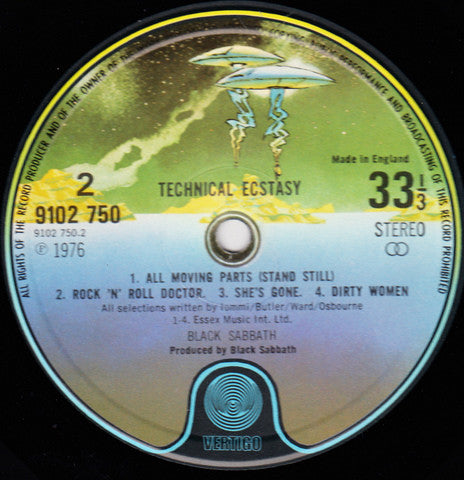 ALL RIGHTS OF THE RECORD PRODUCER AND OF THE OWNER OF THE
COPYING, PUBLIC PERFORMANCE AND BROADCASTING OF THIS RECORD PROHIBITED
Made in England
2
TECHNICAL ECSTASY
33⅓
9102 750
9102 750.2
STEREO
℗ 1976
1. ALL MOVING PARTS (STAND STILL)
2. ROCK 'N' ROLL DOCTOR. 3. SHE'S GONE. 4. DIRTY WOMEN
All selections written by Iommi/Butler/Ward/Osbourne
1-4. Essex Music Int. Ltd.
BLACK SABBATH
Produced by Black Sabbath
VERTIGO